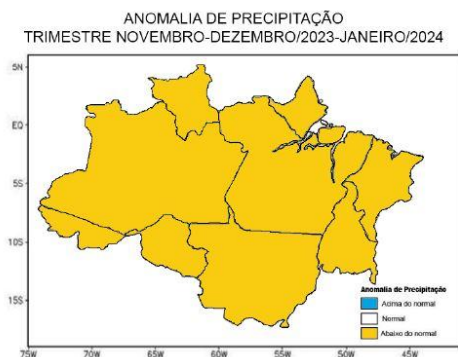 ANOMALIA DE PRECIPITAÇÃO
TRIMESTRE NOVEMBRO-DEZEMBRO/2023-JANEIRO/2024
5N
EQ
5S
10S
15S
75W
70W
65W
60W
55W
50W
45W
Anomalia de Precipitação
Acima do normal
Normal
Abaixo do normal